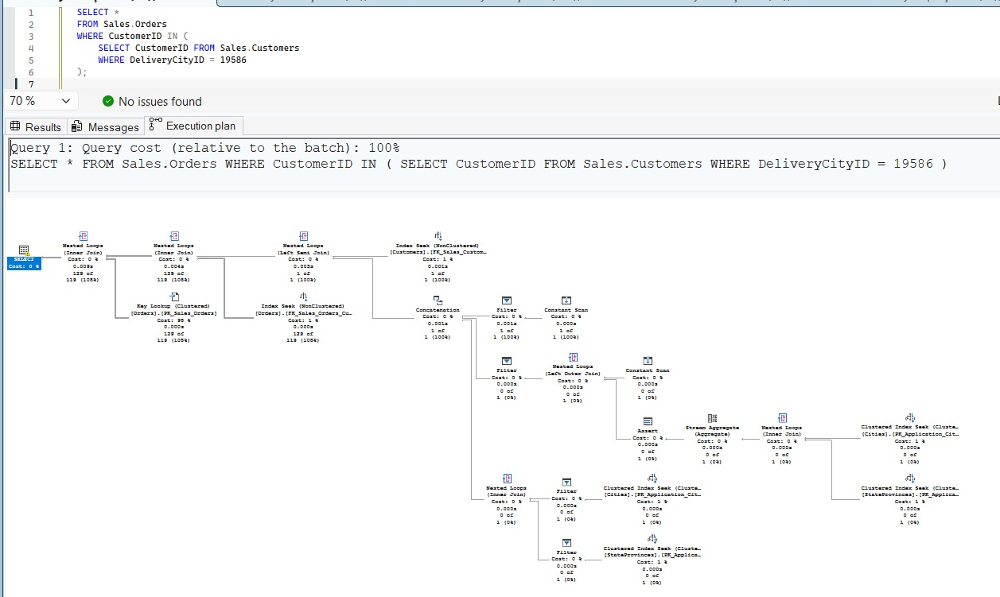 1 SELECT *
2 FROM Sales.Orders
3 WHERE CustomerID IN (
4 SELECT CustomerID FROM Sales.Customers
5 WHERE DeliveryCityID = 19586
6 );
7
70 %
No issues found
Results
Messages
Execution plan
Query 1: Query cost (relative to the batch): 100%
SELECT * FROM Sales.Orders WHERE CustomerID IN ( SELECT CustomerID FROM Sales.Customers WHERE DeliveryCityID = 19586 )
SELECT
Cost: 0 %
Nested Loops
(Inner Join)
Cost: 0 %
0.009s
129 of
119 (108%)
Nested Loops
(Inner Join)
Cost: 0 %
0.004s
129 of
119 (108%)
Nested Loops
(Left Semi Join)
Cost: 0 %
0.003s
1 of
1 (100%)
Index Seek (NonClustered)
[Customers].[FK_Sales_Custom…
Cost: 1 %
0.001s
1 of
1 (100%)
Key Lookup (Clustered)
[Orders].[PK_Sales_Orders]
Cost: 98 %
0.000s
129 of
119 (108%)
Index Seek (NonClustered)
[Orders].[FK_Sales_Orders_Cu…
Cost: 1 %
0.000s
129 of
119 (108%)
Concatenation
Cost: 0 %
0.001s
1 of
1 (100%)
Filter
Cost: 0 %
0.001s
1 of
1 (100%)
Constant Scan
Cost: 0 %
0.000s
1 of
1 (100%)
Filter
Cost: 0 %
0.000s
0 of
1 (0%)
Nested Loops
(Left Outer Join)
Cost: 0 %
0.000s
0 of
1 (0%)
Constant Scan
Cost: 0 %
0.000s
0 of
1 (0%)
Assert
Cost: 0 %
0.000s
0 of
1 (0%)
Stream Aggregate
(Aggregate)
Cost: 0 %
0.000s
0 of
1 (0%)
Nested Loops
(Inner Join)
Cost: 0 %
0.000s
0 of
1 (0%)
Clustered Index Seek (Cluste…
[Cities].[PK_Application_Cit…
Cost: 1 %
0.000s
0 of
1 (0%)
Nested Loops
(Inner Join)
Cost: 0 %
0.000s
0 of
1 (0%)
Filter
Cost: 0 %
0.000s
0 of
1 (0%)
Clustered Index Seek (Cluste…
[Cities].[PK_Application_Cit…
Cost: 1 %
0.000s
0 of
1 (0%)
Clustered Index Seek (Cluste…
[StateProvinces].[PK_Applica…
Cost: 1 %
0.000s
0 of
1 (0%)
Filter
Cost: 0 %
0.000s
0 of
1 (0%)
Clustered Index Seek (Cluste…
[StateProvinces].[PK_Applica…
Cost: 1 %
0.000s
0 of
1 (0%)